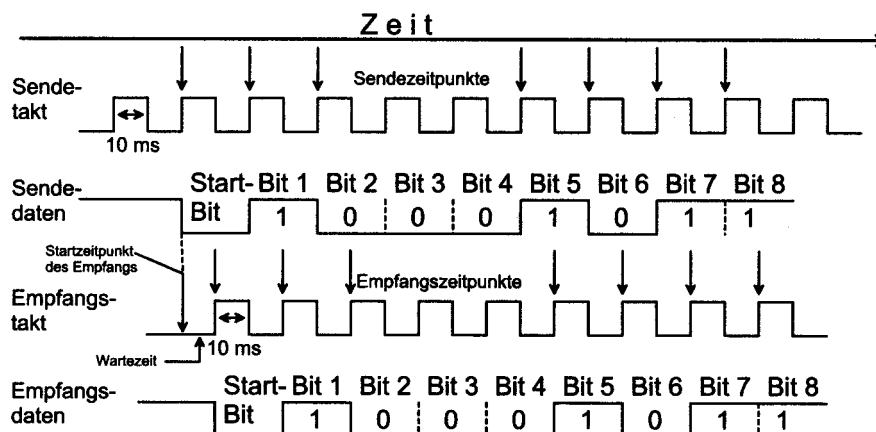 Zeit
Sendezeitpunkte
Sende-
takt
10 ms
Sende-
daten
Start- Bit 1 Bit 2 Bit 3 Bit 4 Bit 5 Bit 6 Bit 7 Bit 8
Bit 1 0 0 0 1 0 1 1
Startzeitpunkt
des Empfangs
Empfangszeitpunkte
Empfangs-
takt
10 ms
Wartezeit
Empfangs-
daten
Start- Bit 1 Bit 2 Bit 3 Bit 4 Bit 5 Bit 6 Bit 7 Bit 8
Bit 1 0 0 0 1 0 1 1